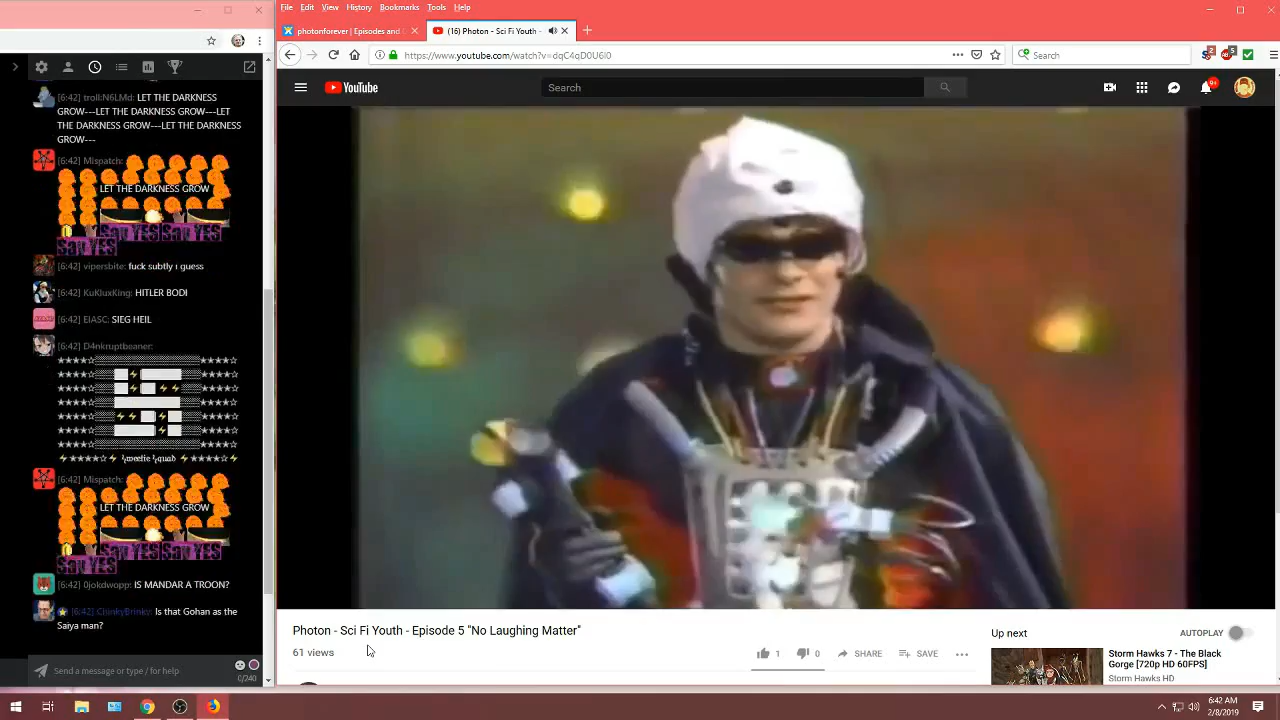 File Edit View History Bookmarks Tools Help
photonforever | Episodes and
(16) Photon - Sci Fi Youth -
https://www.youtube.com/watch?v=dqC4qD0U6l0
Search
YouTube
Search
9+
[6:42] troll:N6LMd: LET THE DARKNESS
GROW---LET THE DARKNESS GROW---LET
THE DARKNESS GROW---LET THE DARKNESS
GROW---
[6:42] Mispatch:
LET THE DARKNESS GROW
[6:42] vipersbite: fuck subtly i guess
[6:42] KuKluxKing: HITLER BODI
[6:42] EIASC: SIEG HEIL
[6:42] D4nkruptbeaner:
[6:42] Mispatch:
LET THE DARKNESS GROW
[6:42] 0jokdwopp: IS MANDAR A TROON?
[6:42] ChinkyBrinky: Is that Gohan as the
Saiya man?
Send a message or type / for help
0/240
Photon - Sci Fi Youth - Episode 5 "No Laughing Matter"
61 views
1
0
SHARE
SAVE
Up next
AUTOPLAY
Storm Hawks 7 - The Black
Gorge [720p HD 60FPS]
Storm Hawks HD
6:42 AM
2/8/2019